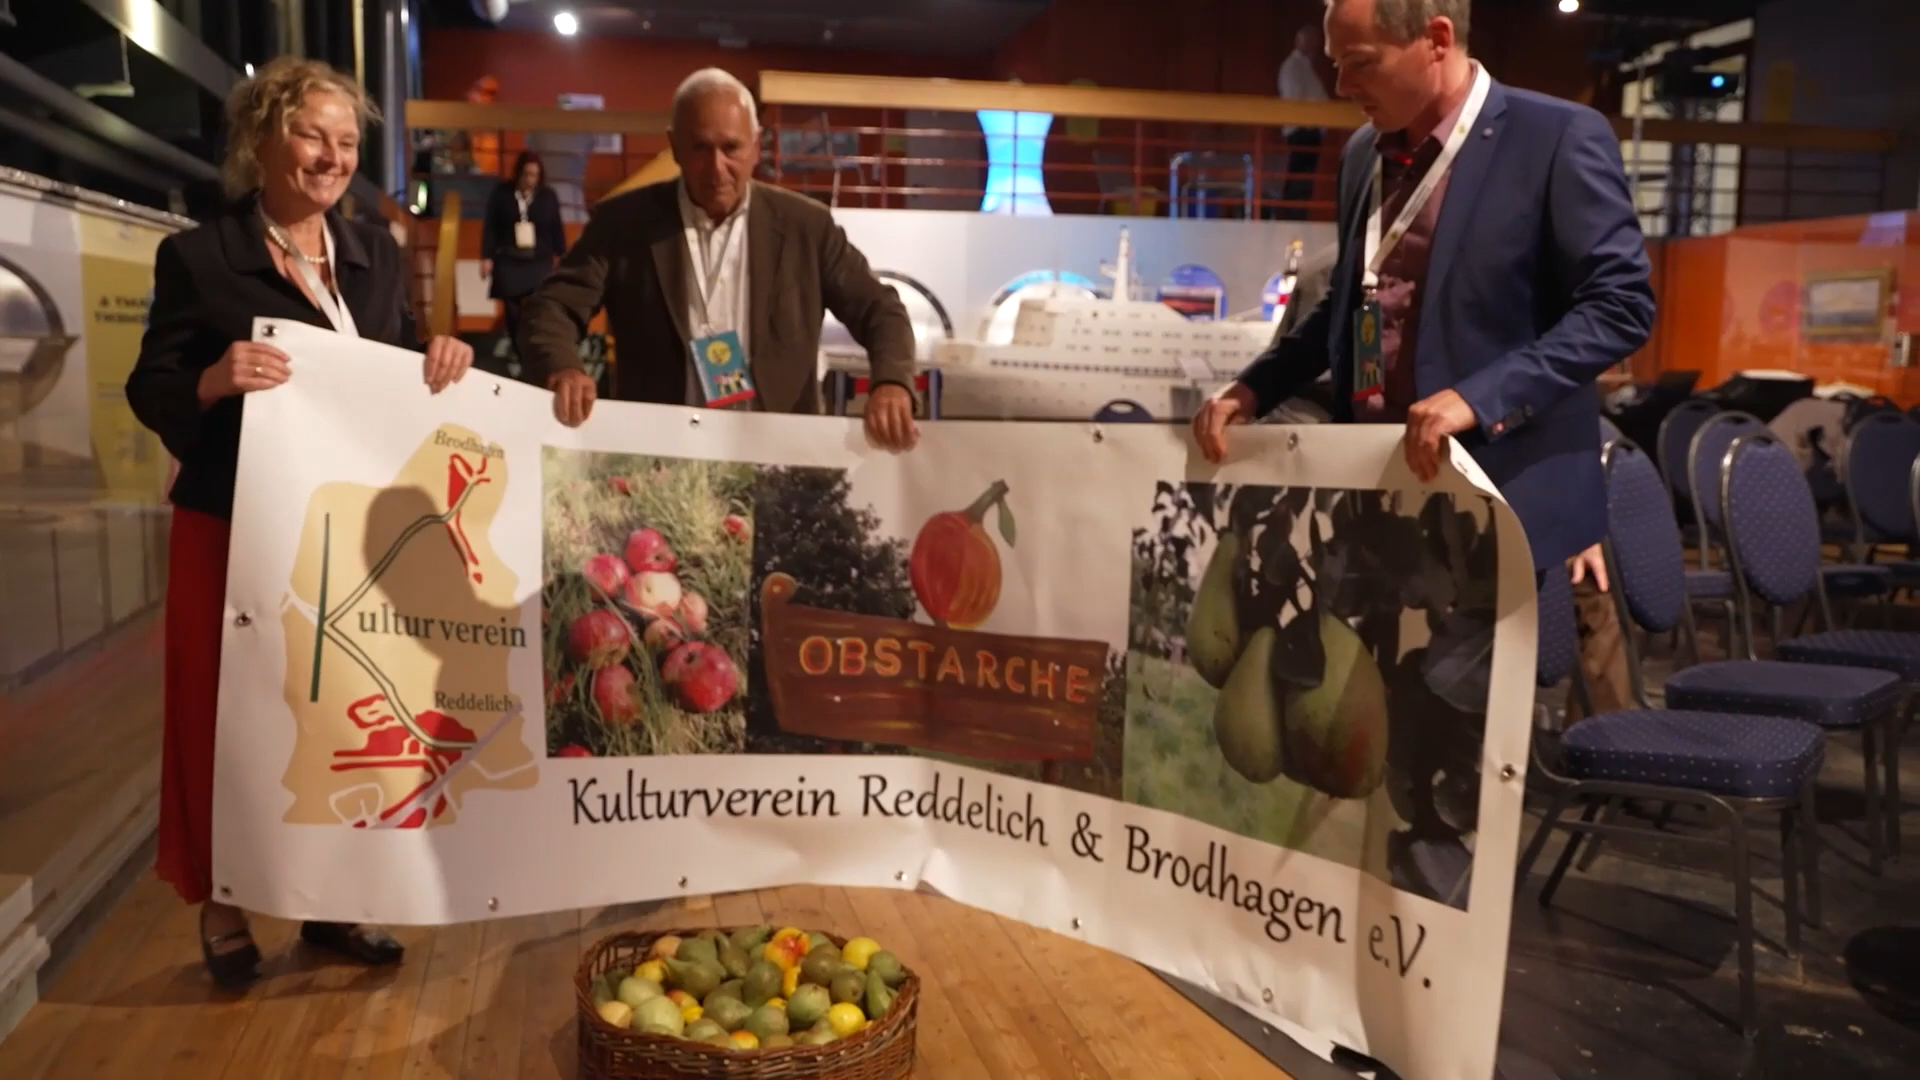 Brodhagen
Kulturverein
Reddelich
OBSTARCHE
Kulturverein Reddelich & Brodhagen e.V.